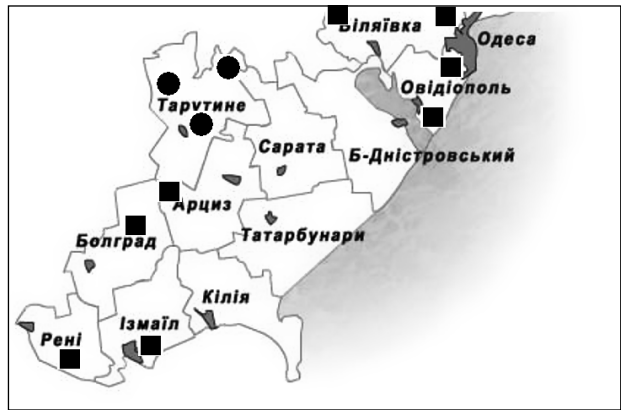 Біляївка
Одеса
Овідіополь
Тарутине
Сарата
Б-Дністровський
Арциз
Татарбунари
Болград
Кілія
Ізмаїл
Рені